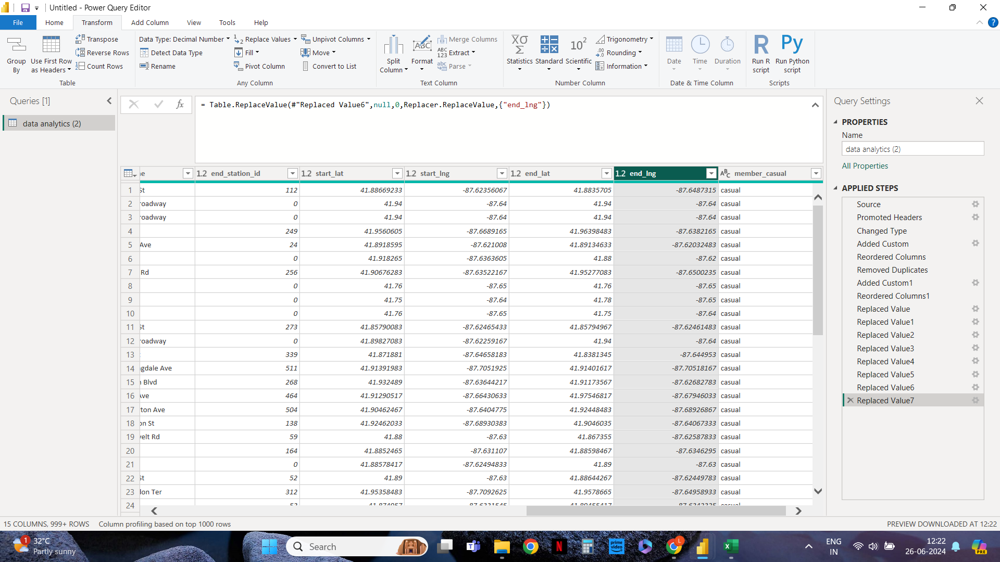 Untitled - Power Query Editor
File Home Transform Add Column View Tools Help
Group By
Use First Row as Headers
Transpose
Reverse Rows
Count Rows
Table
Data Type: Decimal Number
Detect Data Type
Rename
Replace Values
Fill
Pivot Column
Unpivot Columns
Move
Convert to List
Any Column
Split Column
Format
Merge Columns
Extract
Parse
Text Column
Statistics
Standard
Scientific
Trigonometry
Rounding
Information
Number Column
Date
Time
Duration
Date & Time Column
Run R script
Run Python script
Scripts
Queries [1]
data analytics (2)
= Table.ReplaceValue(#"Replaced Value6",null,0,Replacer.ReplaceValue,{"end_lng"})
ne 1.2 end_station_id 1.2 start_lat 1.2 start_lng 1.2 end_lat 1.2 end_lng ABC member_casual
1 St 112 41.88669233 -87.62356067 41.8835705 -87.6487315 casual
2 roadway 0 41.94 -87.64 41.94 -87.64 casual
3 roadway 0 41.94 -87.64 41.94 -87.64 casual
4 249 41.9560605 -87.6689165 41.96398483 -87.6382165 casual
5 Ave 24 41.8918595 -87.621008 41.89134633 -87.62032483 casual
6 0 41.918265 -87.6363605 41.88 -87.62 casual
7 Rd 256 41.90676283 -87.63522167 41.95277083 -87.6500235 casual
8 0 41.76 -87.65 41.76 -87.65 casual
9 0 41.75 -87.64 41.78 -87.65 casual
10 0 41.76 -87.65 41.75 -87.64 casual
11 St 273 41.85790083 -87.62465433 41.85794967 -87.62461483 casual
12 roadway 0 41.89827083 -87.62259167 41.94 -87.64 casual
13 339 41.871881 -87.64658183 41.8381345 -87.644953 casual
14 gdale Ave 511 41.91391983 -87.7051925 41.91401617 -87.70518167 casual
15 Blvd 268 41.932489 -87.63644217 41.91173567 -87.62682783 casual
16 Ave 464 41.91290517 -87.66430633 41.97546817 -87.67946033 casual
17 ton Ave 504 41.90462467 -87.6404775 41.92448483 -87.68926867 casual
18 on St 138 41.92462033 -87.68930383 41.9046035 -87.64067333 casual
19 velt Rd 59 41.88 -87.63 41.867355 -87.62587833 casual
20 164 41.8852465 -87.631107 41.88598467 -87.6346295 casual
21 0 41.88578417 -87.62494833 41.89 -87.63 casual
22 St 52 41.89 -87.63 41.88644267 -87.62449783 casual
23 lon Ter 312 41.95358483 -87.7092625 41.9578665 -87.64958933 casual
24
Query Settings
PROPERTIES
Name
data analytics (2)
All Properties
APPLIED STEPS
Source
Promoted Headers
Changed Type
Added Custom
Reordered Columns
Removed Duplicates
Added Custom1
Reordered Columns1
Replaced Value
Replaced Value1
Replaced Value2
Replaced Value3
Replaced Value4
Replaced Value5
Replaced Value6
Replaced Value7
15 COLUMNS, 999+ ROWS Column profiling based on top 1000 rows PREVIEW DOWNLOADED AT 12:22
1 32°C
Partly sunny
Search
prime video
ENG
IN
12:22
26-06-2024
PRE